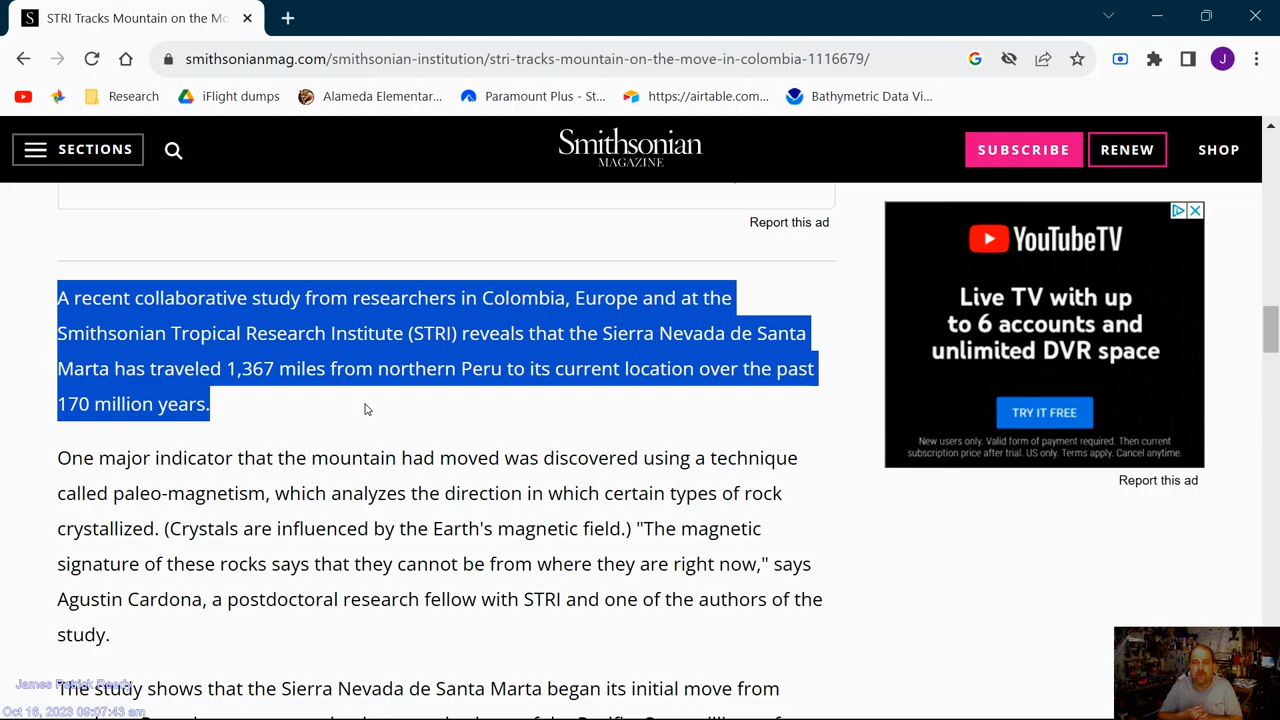 STRI Tracks Mountain on the Mo
smithsonianmag.com/smithsonian-institution/stri-tracks-mountain-on-the-move-in-colombia-1116679/
J
Research
iFlight dumps
Alameda Elementar...
Paramount Plus - St...
https://airtable.com...
Bathymetric Data Vi...
SECTIONS
Smithsonian
MAGAZINE
SUBSCRIBE
RENEW
SHOP
Report this ad
A recent collaborative study from researchers in Colombia, Europe and at the
Smithsonian Tropical Research Institute (STRI) reveals that the Sierra Nevada de Santa
Marta has traveled 1,367 miles from northern Peru to its current location over the past
170 million years.
One major indicator that the mountain had moved was discovered using a technique
called paleo-magnetism, which analyzes the direction in which certain types of rock
crystallized. (Crystals are influenced by the Earth's magnetic field.) "The magnetic
signature of these rocks says that they cannot be from where they are right now," says
Agustin Cardona, a postdoctoral research fellow with STRI and one of the authors of the
study.
The study shows that the Sierra Nevada de Santa Marta began its initial move from
YouTubeTV
Live TV with up
to 6 accounts and
unlimited DVR space
TRY IT FREE
New users only. Valid form of payment required. Then current
subscription price after trial. US only. Terms apply. Cancel anytime.
Report this ad
James Patrick
Oct 16, 2023 09:07:43 am